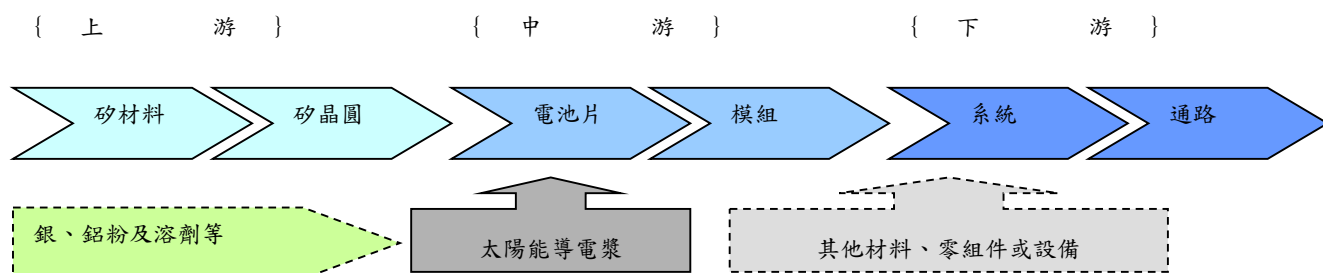 { 上 游 } { 中 游 } { 下 游 }
矽材料 矽晶圓 電池片 模組 系統 通路
銀、鋁粉及溶劑等 太陽能導電漿 其他材料、零組件或設備